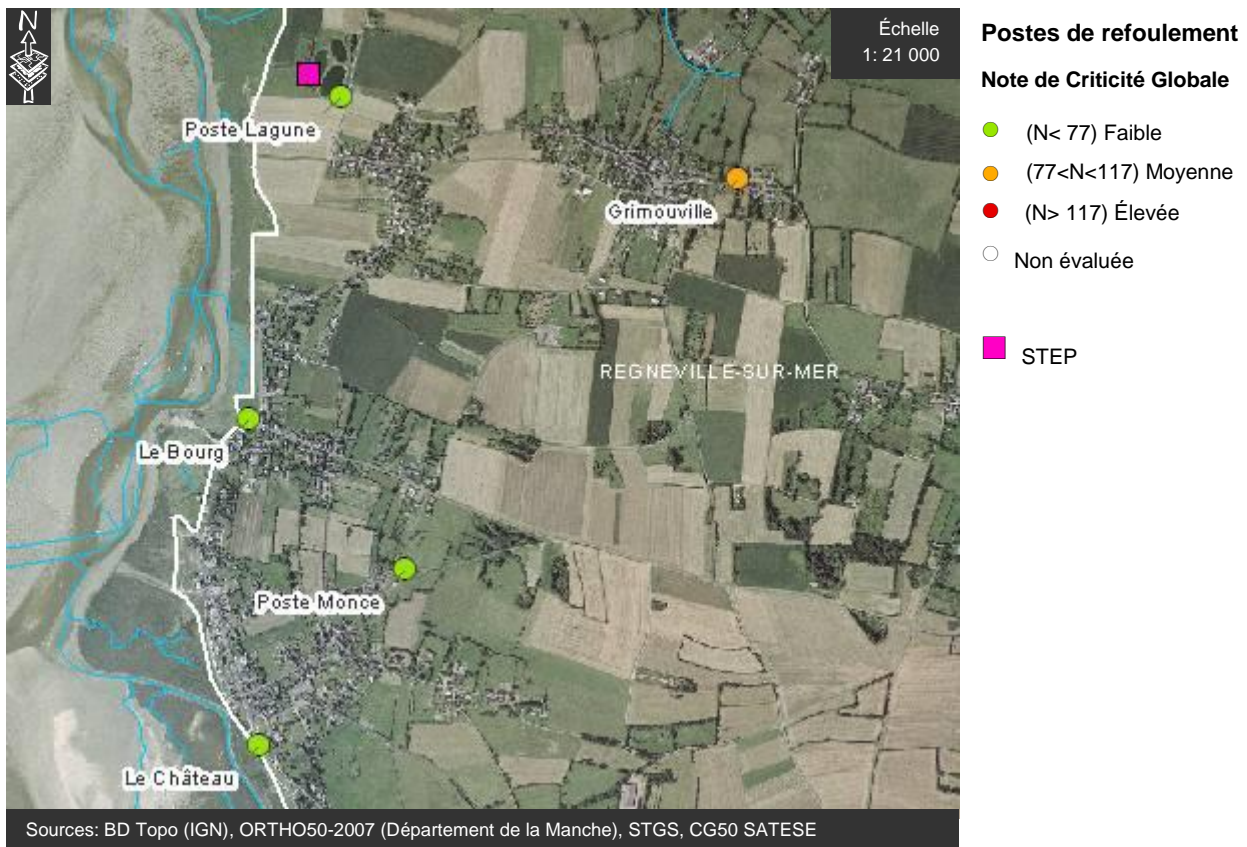 N
Échelle
1: 21 000
Poste Lagune
Grimouville
REGNEVILLE-SUR-MER
Le Bourg
Poste Monce
Le Château
Sources: BD Topo (IGN), ORTHO50-2007 (Département de la Manche), STGS, CG50 SATESE
Postes de refoulement
Note de Criticité Globale
(N< 77) Faible
(77<N<117) Moyenne
(N> 117) Élevée
Non évaluée
STEP